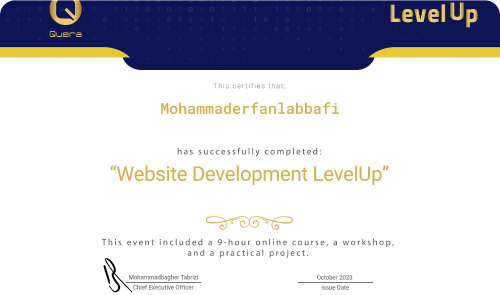 Quera
Level Up
This certifies that:
Mohammaderfanlabbafi
has successfully completed:
“Website Development LevelUp”
This event included a 9-hour online course, a workshop,
and a practical project.
Mohammadbagher Tabrizi
Chief Executive Officer
October 2023
Issue Date